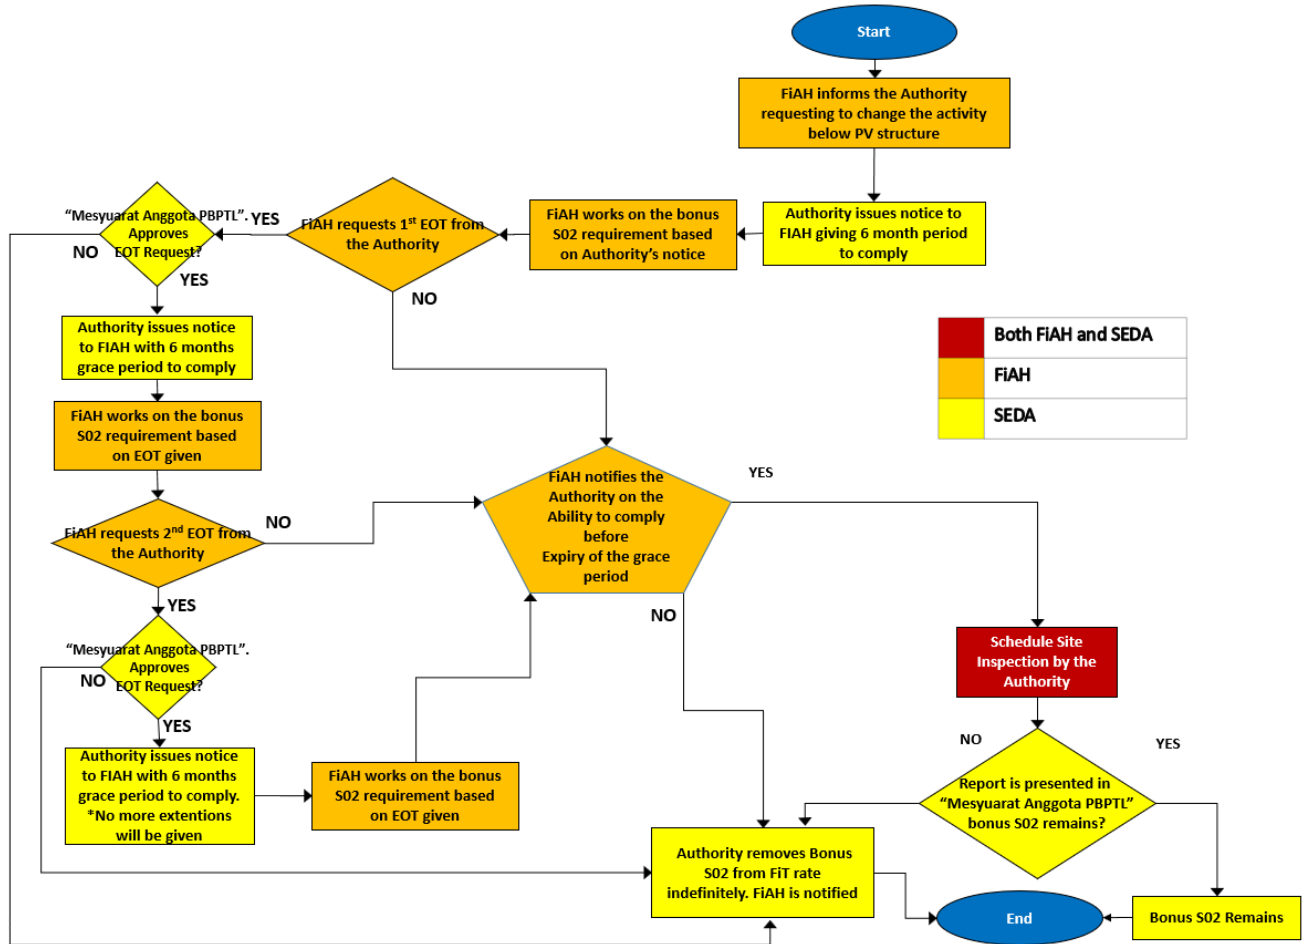 Start
FiAH informs the Authority
requesting to change the activity
below PV structure
Authority issues notice to
FIAH giving 6 month period
to comply
FiAH works on the bonus
S02 requirement based
on Authority's notice
FiAH requests 1st EOT from
the Authority
YES
NO
“Mesyuarat Anggota PBPTL”.
Approves
EOT Request?
NO
YES
Authority issues notice
to FIAH with 6 months
grace period to comply
FiAH works on the bonus
S02 requirement based
on EOT given
FiAH requests 2nd EOT from
the Authority
NO
YES
“Mesyuarat Anggota PBPTL”.
Approves
EOT Request?
NO
YES
Authority issues notice
to FIAH with 6 months
grace period to comply.
*No more extentions
will be given
FiAH works on the bonus
S02 requirement based
on EOT given
FiAH notifies the
Authority on the
Ability to comply
before
Expiry of the grace
period
YES
NO
Both FiAH and SEDA
FiAH
SEDA
Schedule Site
Inspection by the
Authority
NO
YES
Report is presented in
“Mesyuarat Anggota PBPTL”
bonus S02 remains?
Authority removes Bonus
S02 from FiT rate
indefinitely. FiAH is notified
End
Bonus S02 Remains